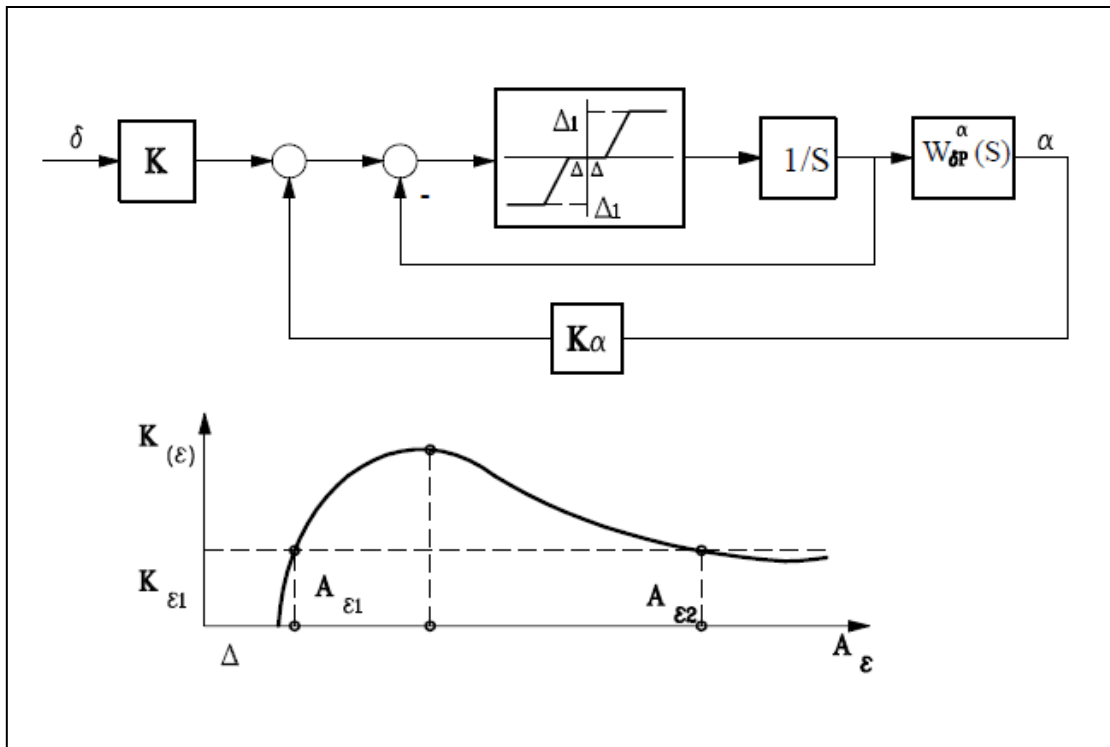 δ
K
-
Δ1
Δ Δ
Δ1
1/S
W α δP (S)
α
Kα
K (ε)
K ε1
A ε1
A ε2
Δ
A ε